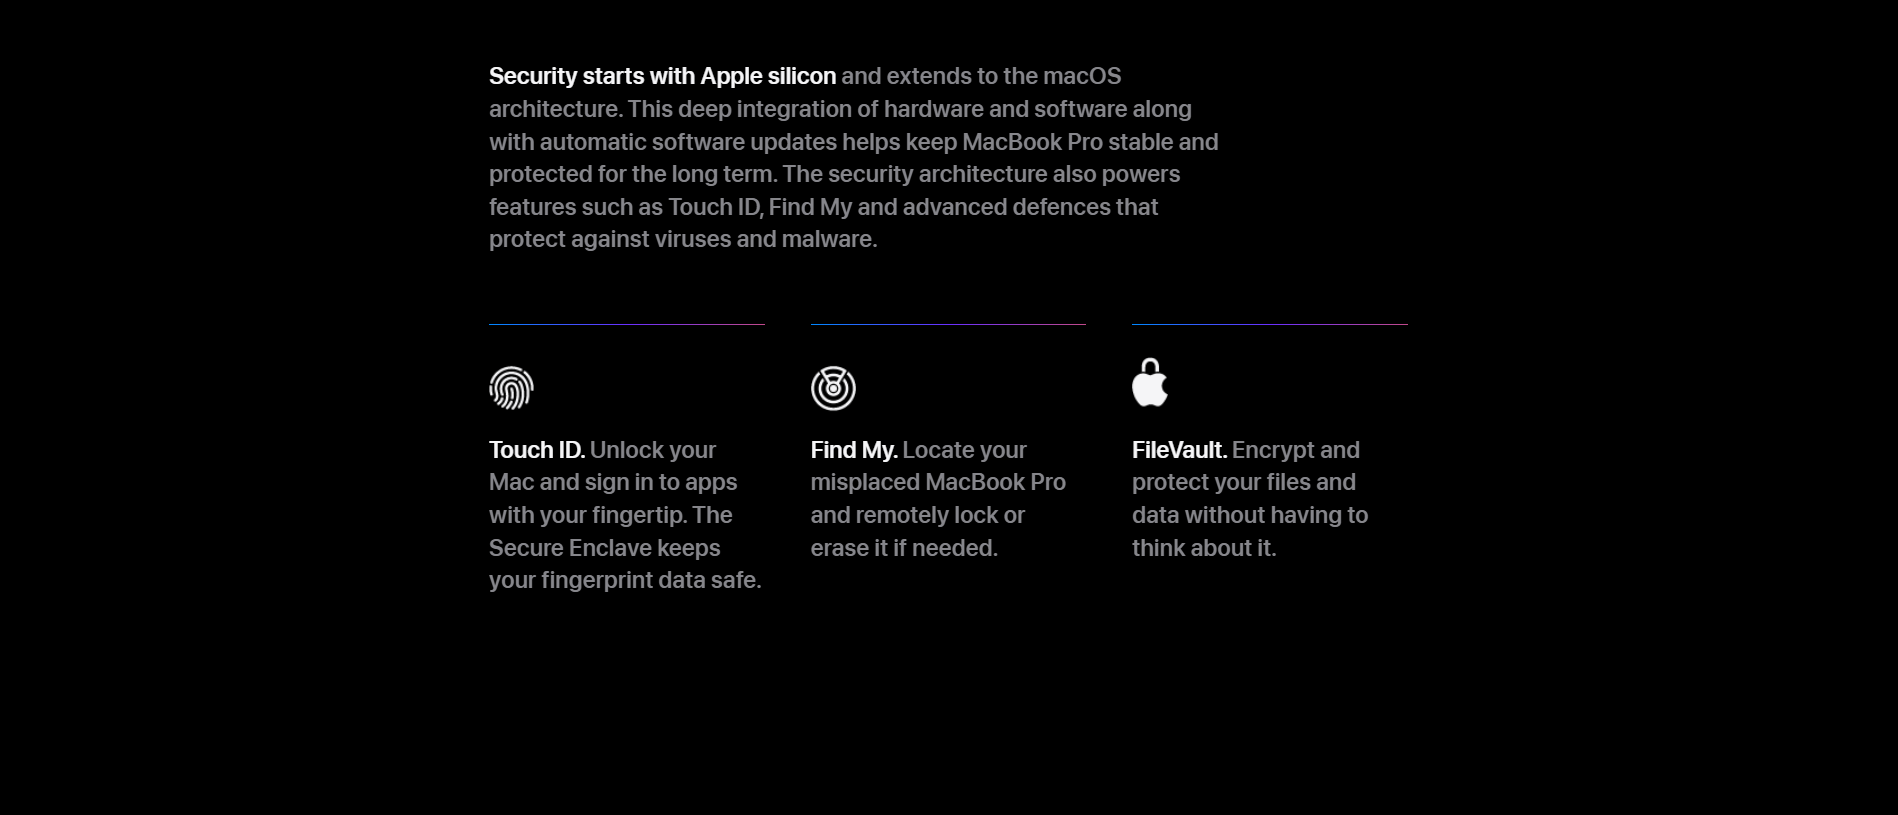 Security starts with Apple silicon and extends to the macOS
architecture. This deep integration of hardware and software along
with automatic software updates helps keep MacBook Pro stable and
protected for the long term. The security architecture also powers
features such as Touch ID, Find My and advanced defences that
protect against viruses and malware.
Touch ID. Unlock your
Mac and sign in to apps
with your fingertip. The
Secure Enclave keeps
your fingerprint data safe.
Find My. Locate your
misplaced MacBook Pro
and remotely lock or
erase it if needed.
FileVault. Encrypt and
protect your files and
data without having to
think about it.